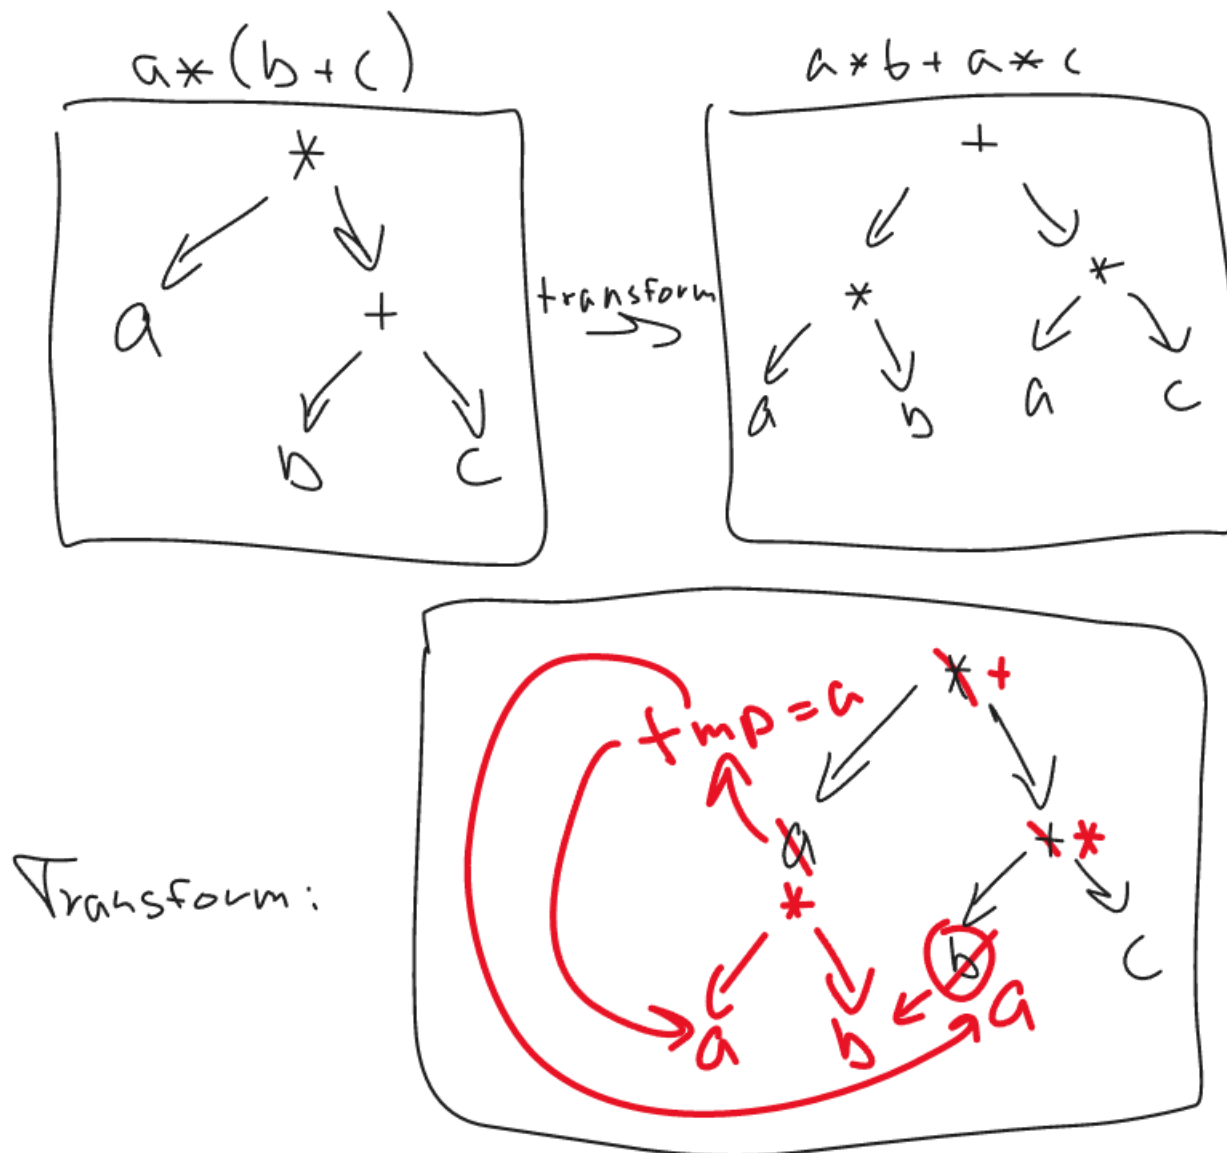 a*(b+c)
a*b+a*c
*
a
+
b
c
transform
+
*
*
a
b
a
c
Transform:
* +
tmp=a
a
+ *
*
b
c
a
b
a